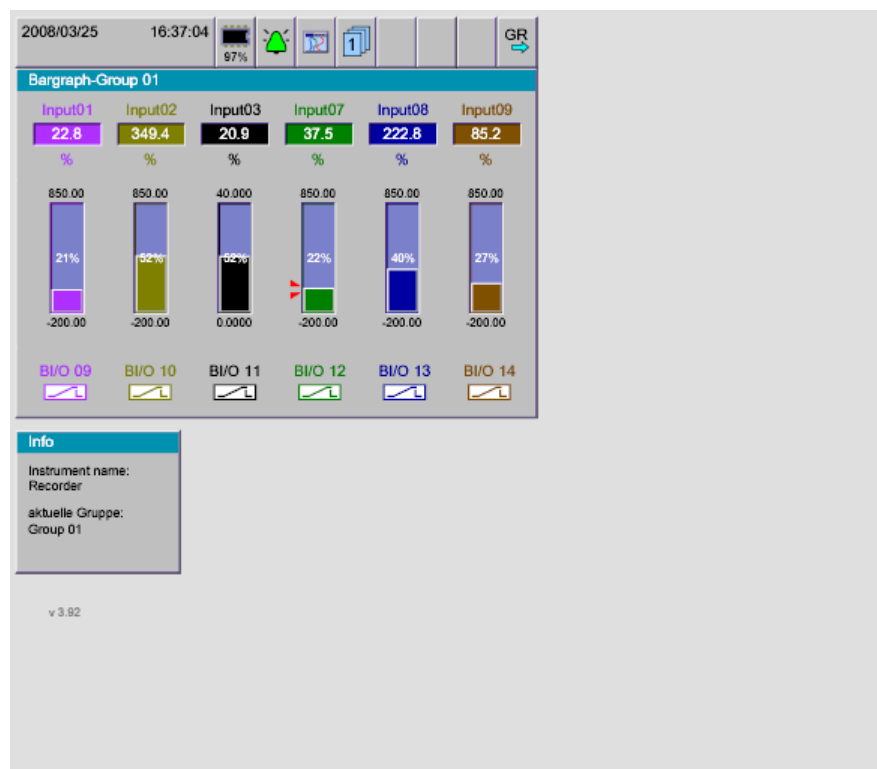 2008/03/25 16:37:04 97% 1 GR
Bargraph-Group 01
Input01 Input02 Input03 Input07 Input08 Input09
22.8 349.4 20.9 37.5 222.8 85.2
% % % % % %
850.00 850.00 40.000 850.00 850.00 850.00
21% 52% 52% 22% 40% 27%
-200.00 -200.00 0.0000 -200.00 -200.00 -200.00
BI/O 09 BI/O 10 BI/O 11 BI/O 12 BI/O 13 BI/O 14
Info
Instrument name:
Recorder
aktuelle Gruppe:
Group 01
v 3.92